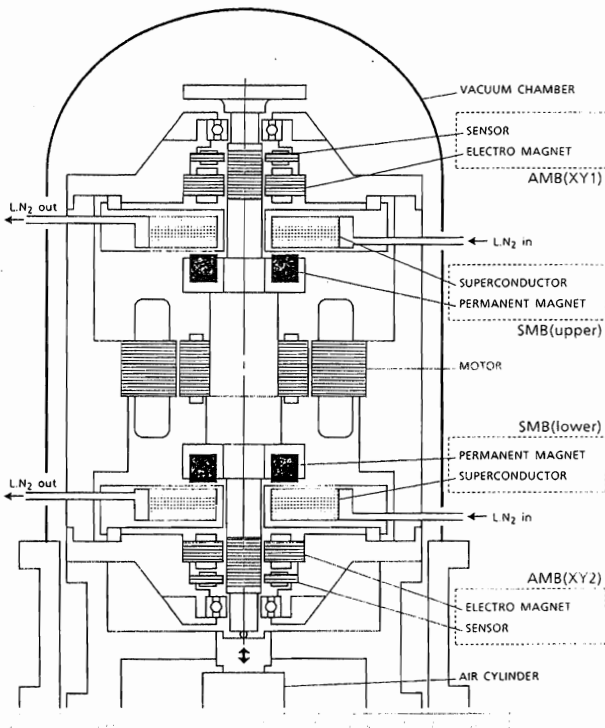 VACUUM CHAMBER
SENSOR
ELECTRO MAGNET
AMB(XY1)
L.N2 out
L.N2 in
SUPERCONDUCTOR
PERMANENT MAGNET
SMB(upper)
MOTOR
SMB(lower)
PERMANENT MAGNET
SUPERCONDUCTOR
L.N2 out
L.N2 in
AMB(XY2)
ELECTRO MAGNET
SENSOR
AIR CYLINDER